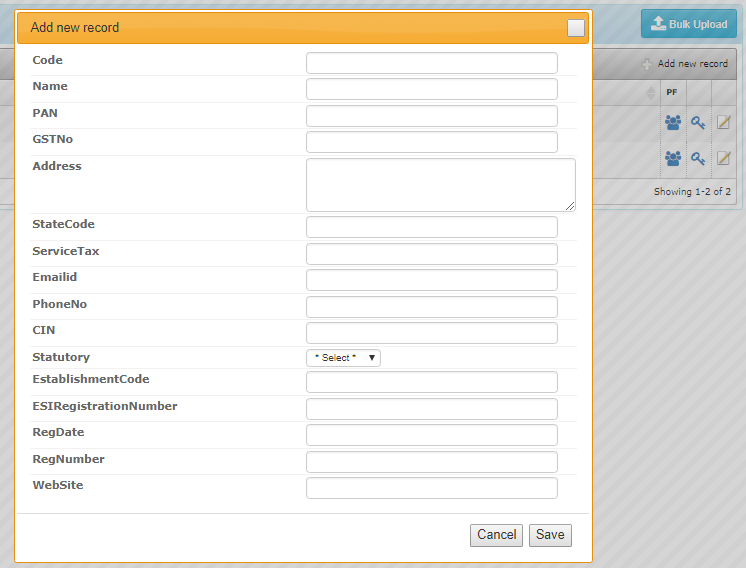 Add new record
Bulk Upload
Add new record
PF
Showing 1-2 of 2
Code
Name
PAN
GSTNo
Address
StateCode
ServiceTax
Emailid
PhoneNo
CIN
Statutory * Select *
EstablishmentCode
ESIRegistrationNumber
RegDate
RegNumber
WebSite
Cancel Save